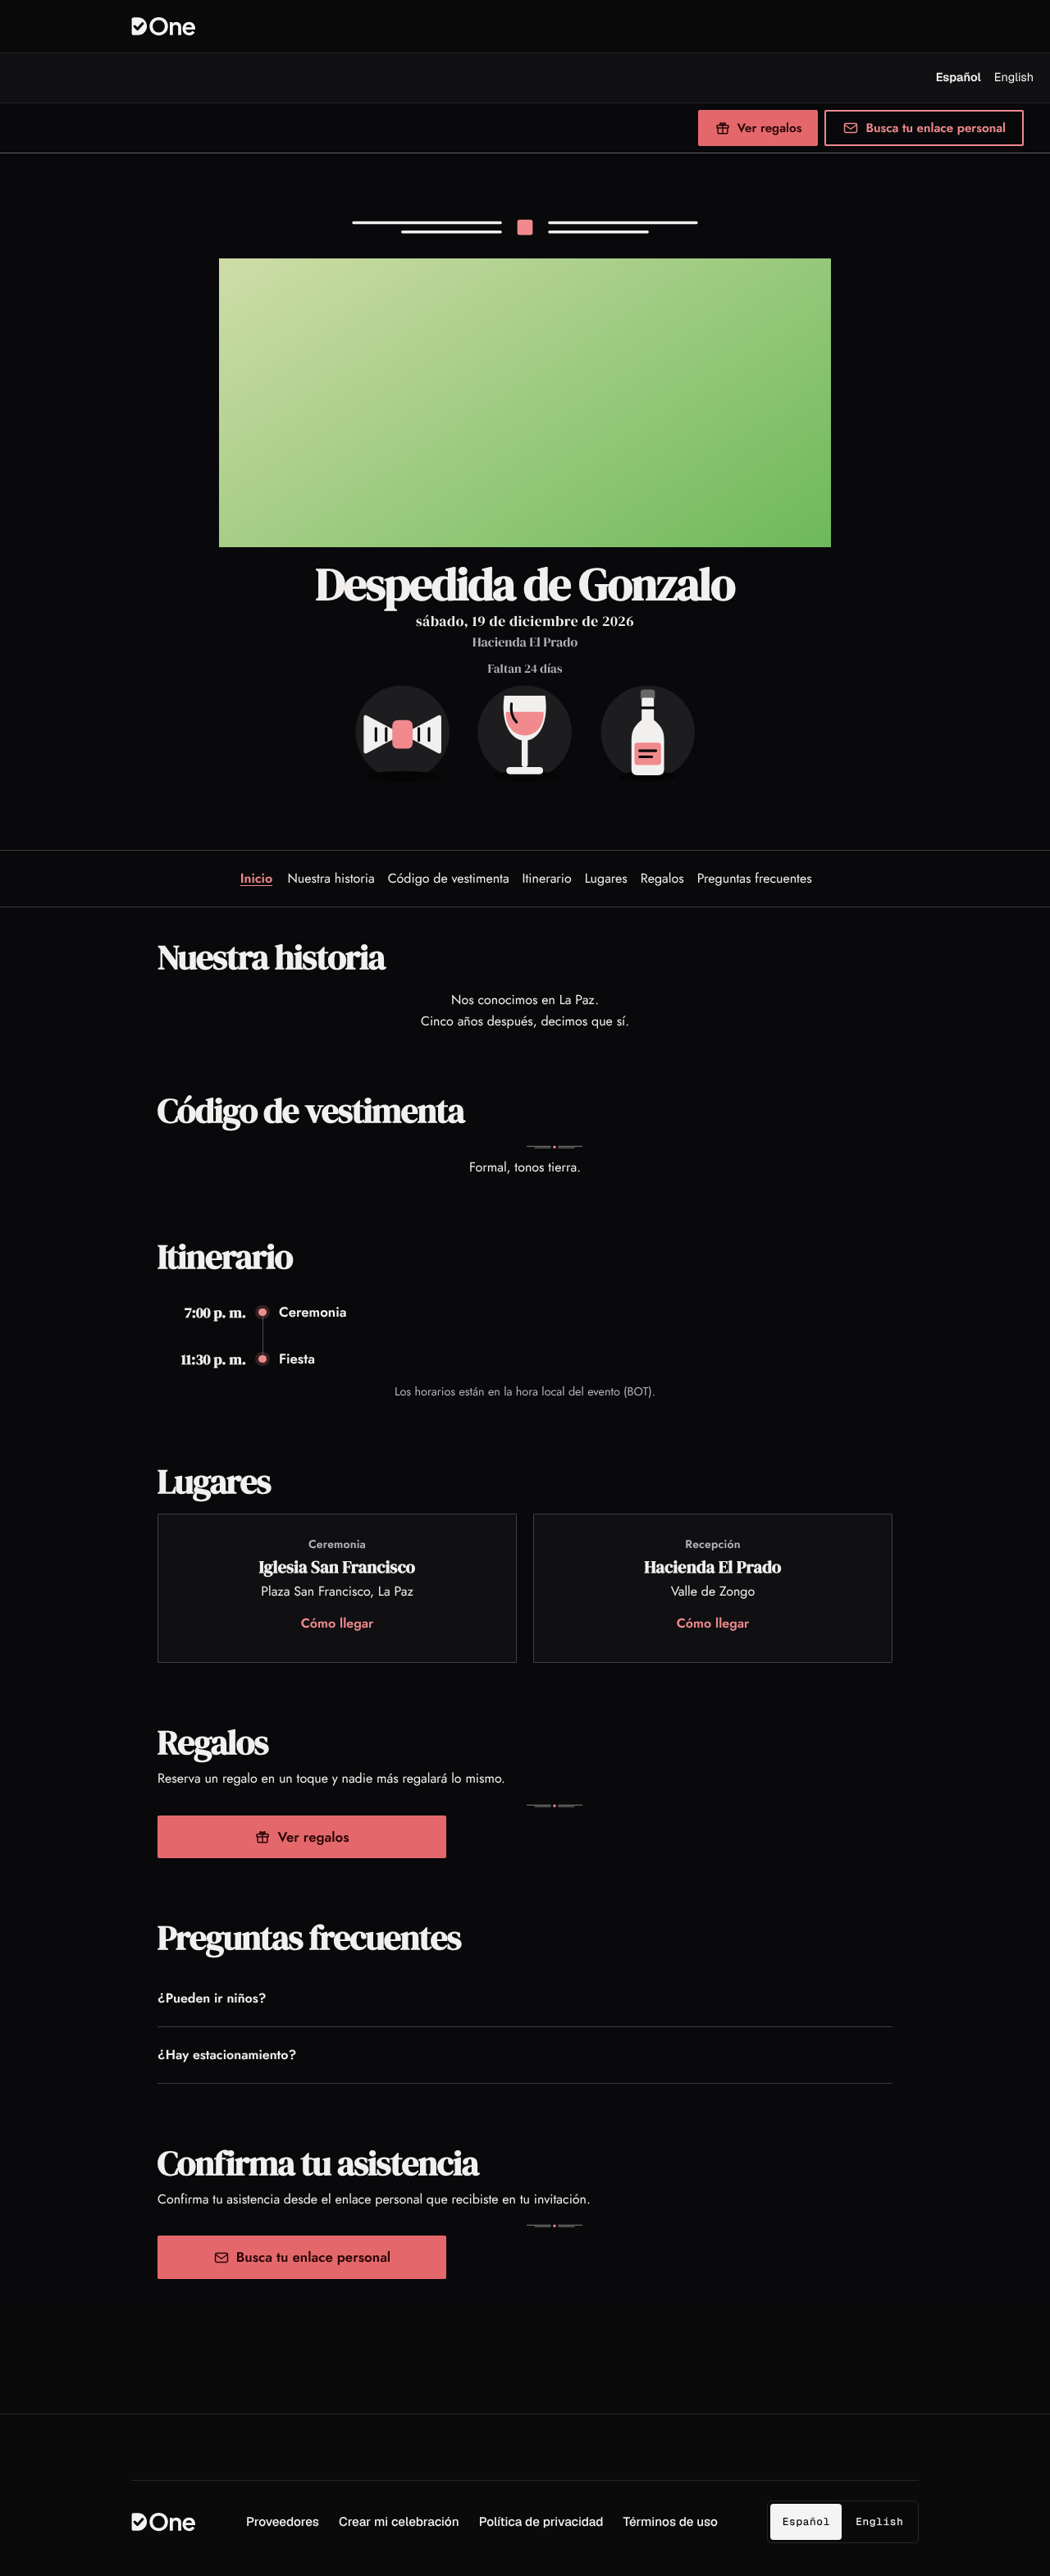 One
Español English
Ver regalos Busca tu enlace personal
Despedida de Gonzalo
sábado, 19 de diciembre de 2026
Hacienda El Prado
Faltan 24 días
Inicio Nuestra historia Código de vestimenta Itinerario Lugares Regalos Preguntas frecuentes
Nuestra historia
Nos conocimos en La Paz.
Cinco años después, decimos que sí.
Código de vestimenta
Formal, tonos tierra.
Itinerario
7:00 p. m. Ceremonia
11:30 p. m. Fiesta
Los horarios están en la hora local del evento (BOT).
Lugares
Ceremonia
Iglesia San Francisco
Plaza San Francisco, La Paz
Cómo llegar
Recepción
Hacienda El Prado
Valle de Zongo
Cómo llegar
Regalos
Reserva un regalo en un toque y nadie más regalará lo mismo.
Ver regalos
Preguntas frecuentes
¿Pueden ir niños?
¿Hay estacionamiento?
Confirma tu asistencia
Confirma tu asistencia desde el enlace personal que recibiste en tu invitación.
Busca tu enlace personal
One Proveedores Crear mi celebración Política de privacidad Términos de uso Español English